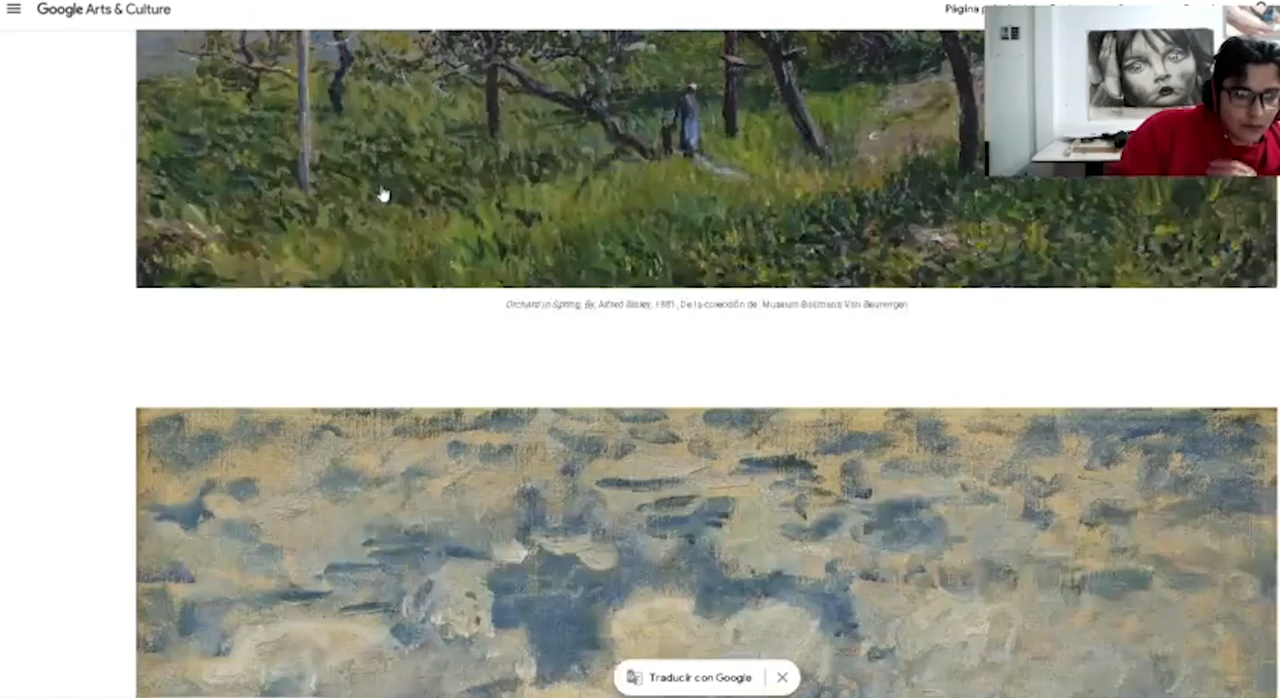 Google Arts & Culture
Página
Orchard in Spring, By, Alfred Sisley, 1881, De la colección de: Museum Boijmans Van Beuningen
Traducir con Google